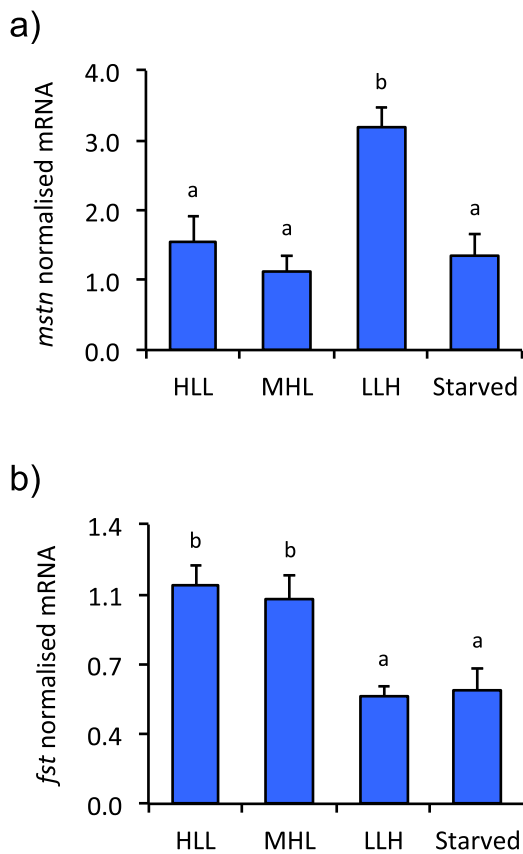 a)
mstn normalised mRNA
4.0
3.0
2.0
1.0
0.0
a
a
b
a
HLL MHL LLH Starved
b)
fst normalised mRNA
1.4
1.1
0.7
0.4
0.0
b
b
a
a
HLL MHL LLH Starved